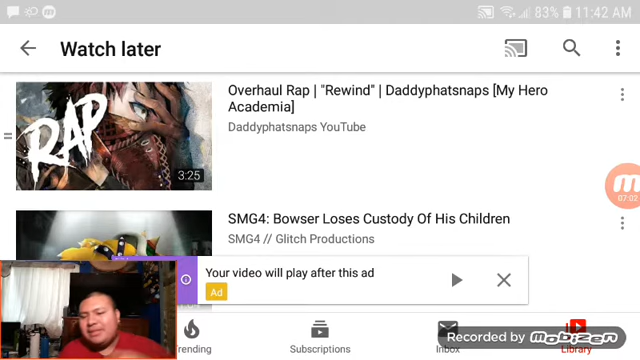 83% 11:42 AM
Watch later
RAP
3:25
Overhaul Rap | "Rewind" | Daddyphatsnaps [My Hero
Academia]
Daddyphatsnaps YouTube
07:02
SMG4: Bowser Loses Custody Of His Children
SMG4 // Glitch Productions
Your video will play after this ad
Ad
Recorded by Mobizen
rending
Subscriptions
Inbox
Library